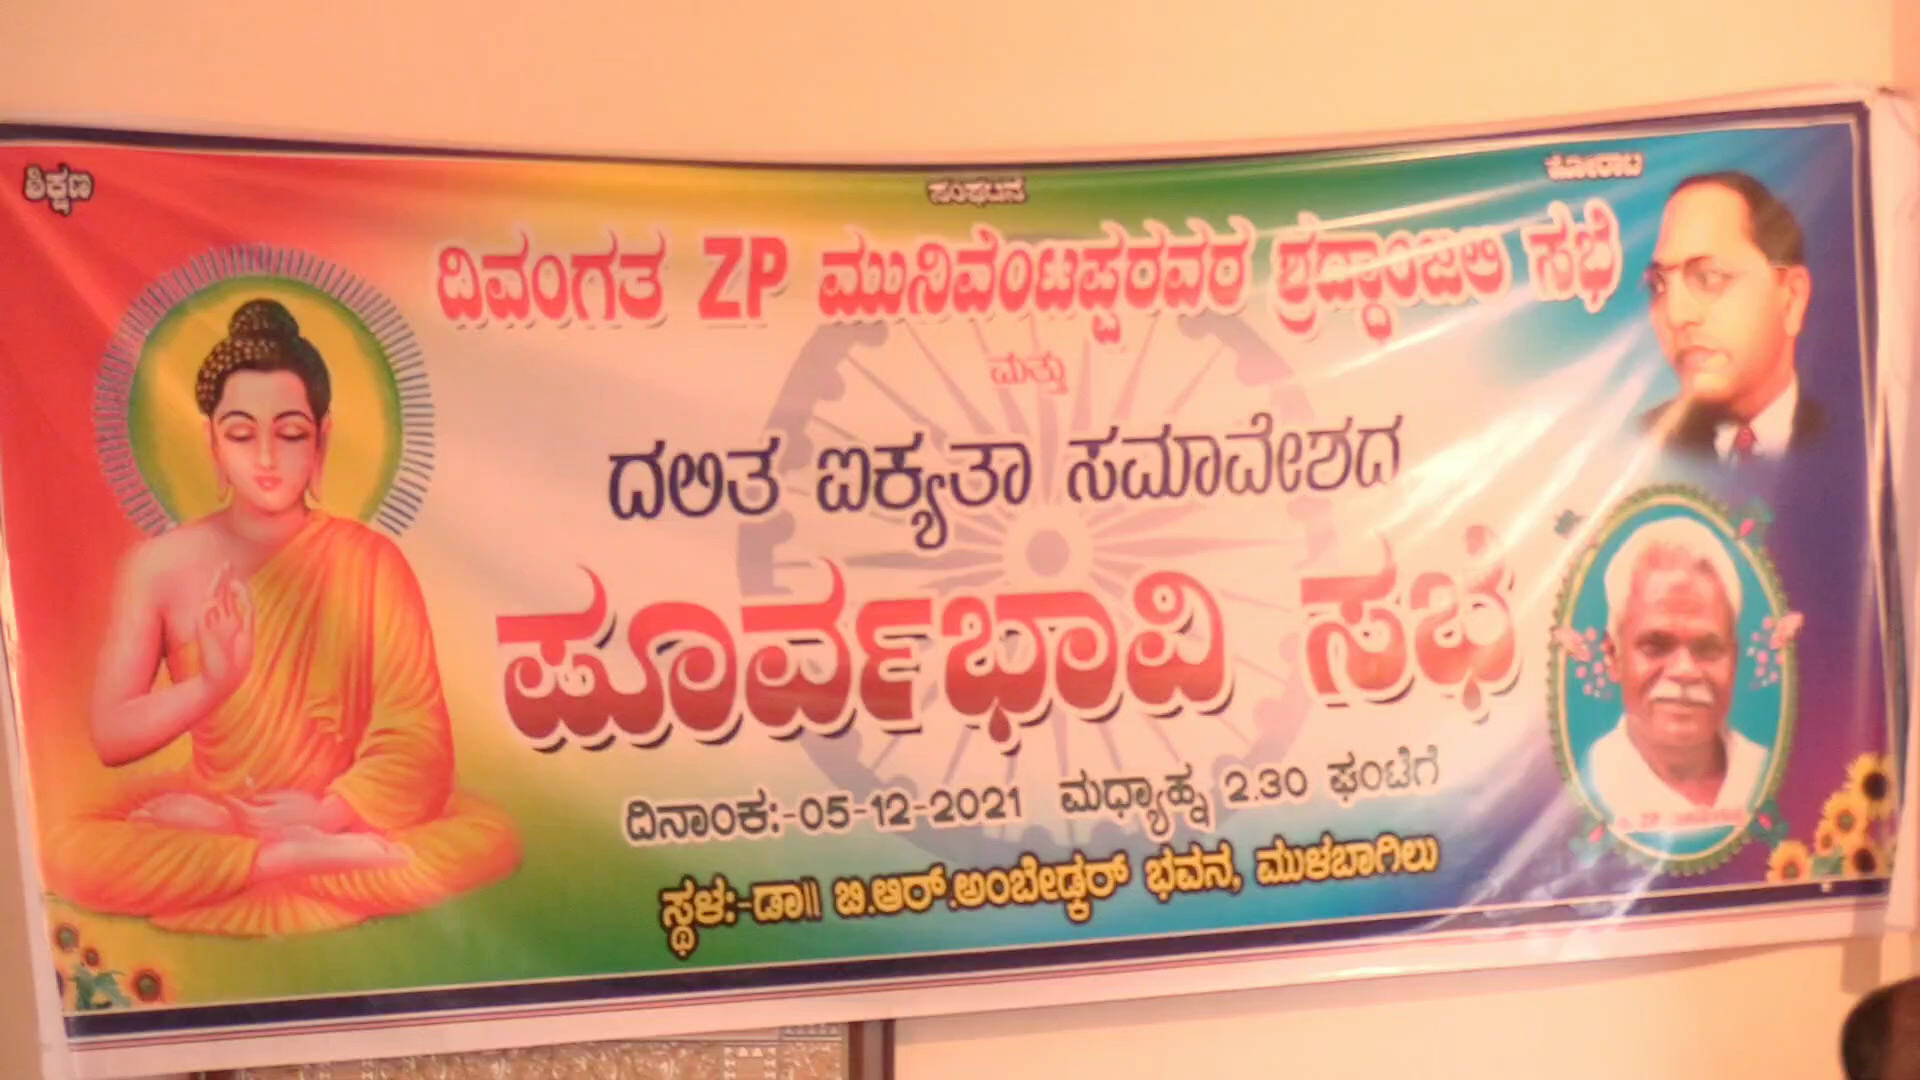 ಶಿಕ್ಷಣ ಸಂಘಟನೆ ಹೋರಾಟ
ದಿವಂಗತ ZP ಮುನಿವೆಂಟಪ್ಪರವರ ಶ್ರದ್ಧಾಂಜಲಿ ಸಭೆ
ಮತ್ತು
ದಲಿತ ಐಕ್ಯತಾ ಸಮಾವೇಶದ
ಪೂರ್ವಭಾವಿ ಸಭೆ
ದಿನಾಂಕ:-05-12-2021 ಮಧ್ಯಾಹ್ನ 2.30 ಘಂಟೆಗೆ
ಸ್ಥಳ:-ಡಾ|| ಬಿ.ಆರ್.ಅಂಬೇಡ್ಕರ್ ಭವನ, ಮುಳಬಾಗಿಲು